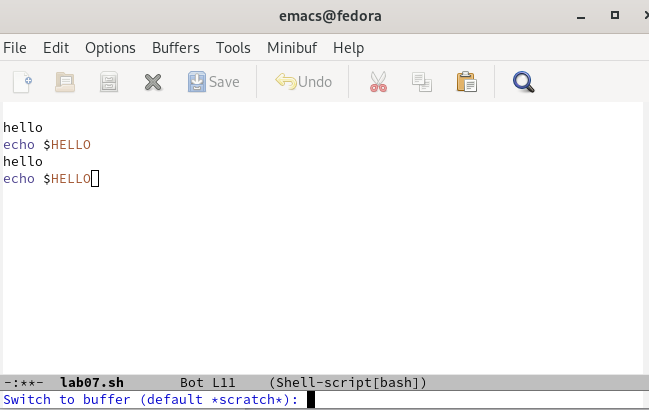 emacs@fedora
File Edit Options Buffers Tools Minibuf Help
Save Undo
hello
echo $HELLO
hello
echo $HELLO
-:**- lab07.sh Bot L11 (Shell-script[bash])
Switch to buffer (default *scratch*):